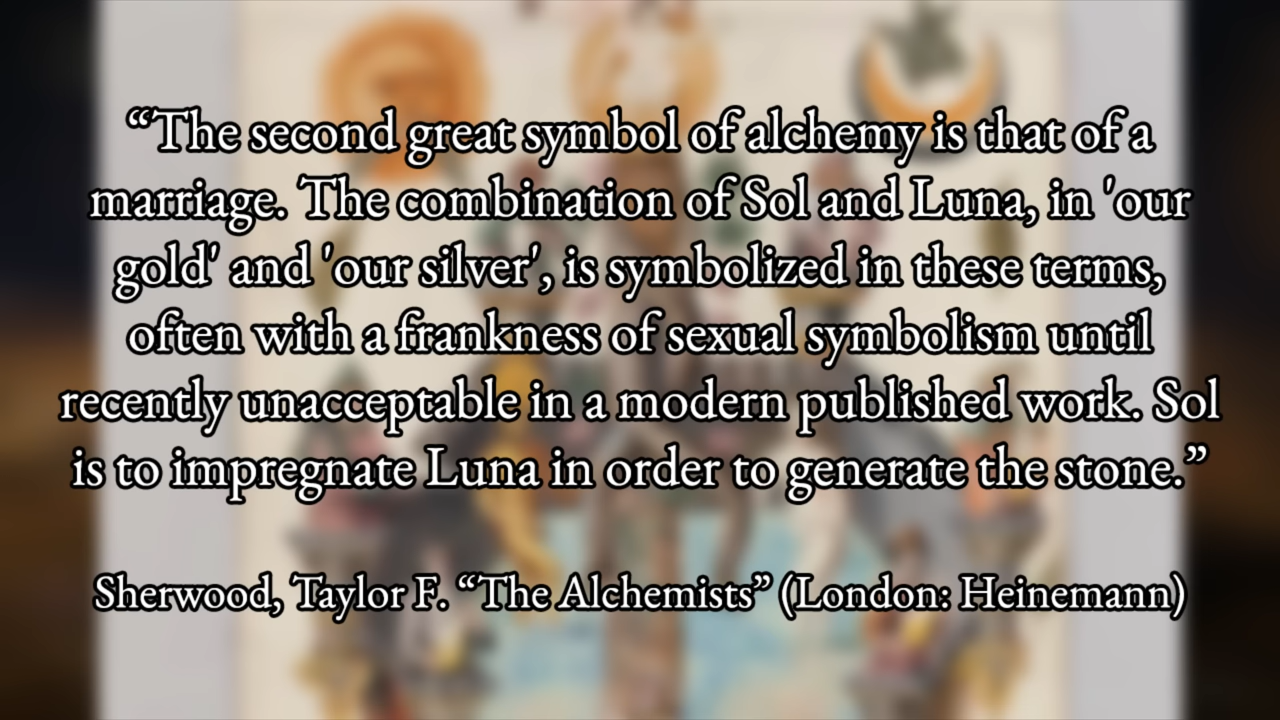 “The second great symbol of alchemy is that of a
marriage. The combination of Sol and Luna, in 'our
gold' and 'our silver', is symbolized in these terms,
often with a frankness of sexual symbolism until
recently unacceptable in a modern published work. Sol
is to impregnate Luna in order to generate the stone.”
Sherwood, Taylor F. “The Alchemists” (London: Heinemann)